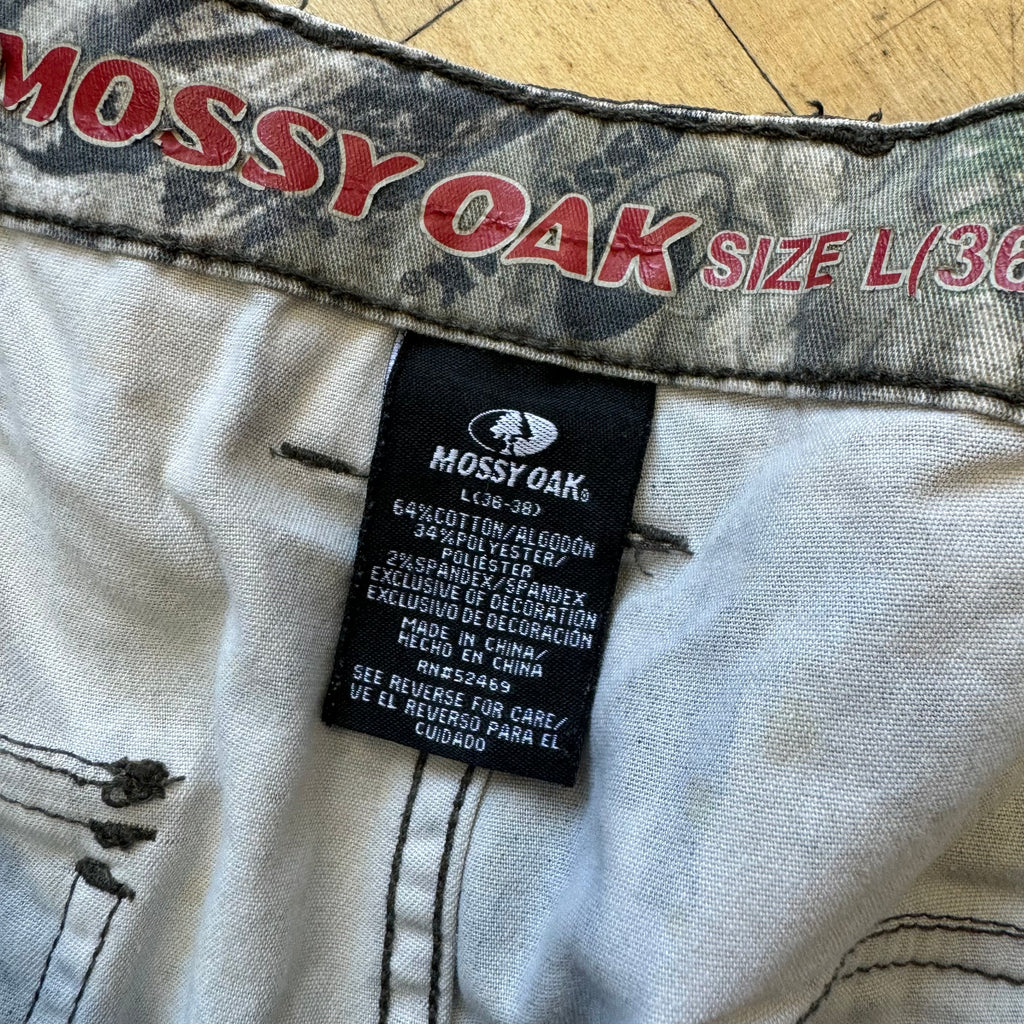 MOSSY OAK SIZE L(36
MOSSY OAK®
L(36-38)
64%COTTON/ALGODÓN
34%POLYESTER/
POLIÉSTER
2%SPANDEX/SPANDEX
EXCLUSIVE OF DECORATION
EXCLUSIVO DE DECORACIÓN
MADE IN CHINA/
HECHO EN CHINA
RN#52469
SEE REVERSE FOR CARE/
VE EL REVERSO PARA EL
CUIDADO